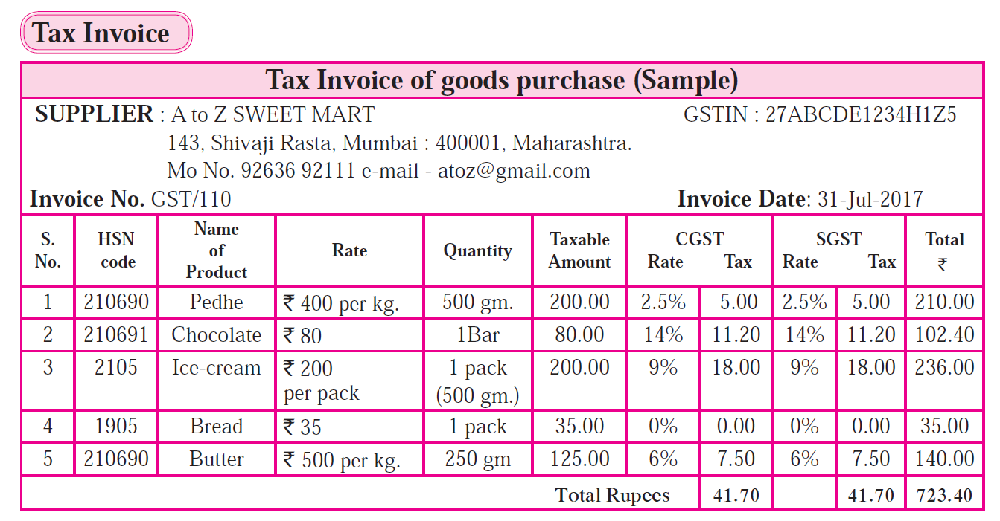 Tax Invoice
Tax Invoice of goods purchase (Sample)
SUPPLIER : A to Z SWEET MART GSTIN : 27ABCDE1234H1Z5
143, Shivaji Rasta, Mumbai : 400001, Maharashtra.
Mo No. 92636 92111 e-mail - atoz@gmail.com
Invoice No. GST/110 Invoice Date: 31-Jul-2017
S. No. HSN code Name of Product Rate Quantity Taxable Amount CGST Rate Tax SGST Rate Tax Total ₹
1 210690 Pedhe ₹ 400 per kg. 500 gm. 200.00 2.5% 5.00 2.5% 5.00 210.00
2 210691 Chocolate ₹ 80 1Bar 80.00 14% 11.20 14% 11.20 102.40
3 2105 Ice-cream ₹ 200 1 pack 200.00 9% 18.00 9% 18.00 236.00
per pack (500 gm.)
4 1905 Bread ₹ 35 1 pack 35.00 0% 0.00 0% 0.00 35.00
5 210690 Butter ₹ 500 per kg. 250 gm 125.00 6% 7.50 6% 7.50 140.00
Total Rupees 41.70 41.70 723.40